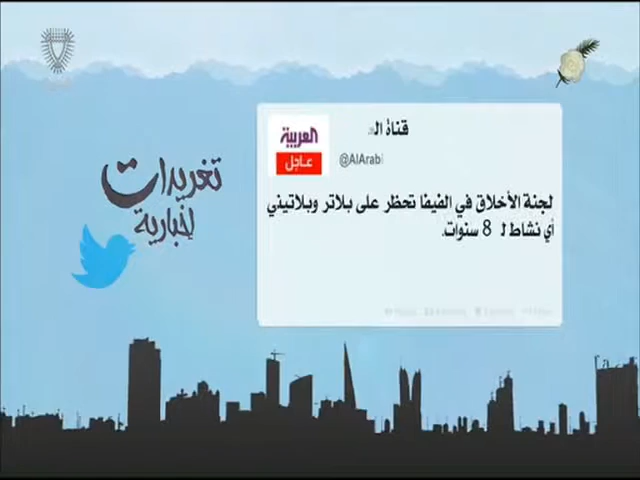 تغريدات
إخبارية
العربية
عاجل
قناة
@AlArabi
لجنة الأخلاق في الفيفا تحظر على بلاتر وبلاتيني
أي نشاط لـ 8 سنوات.